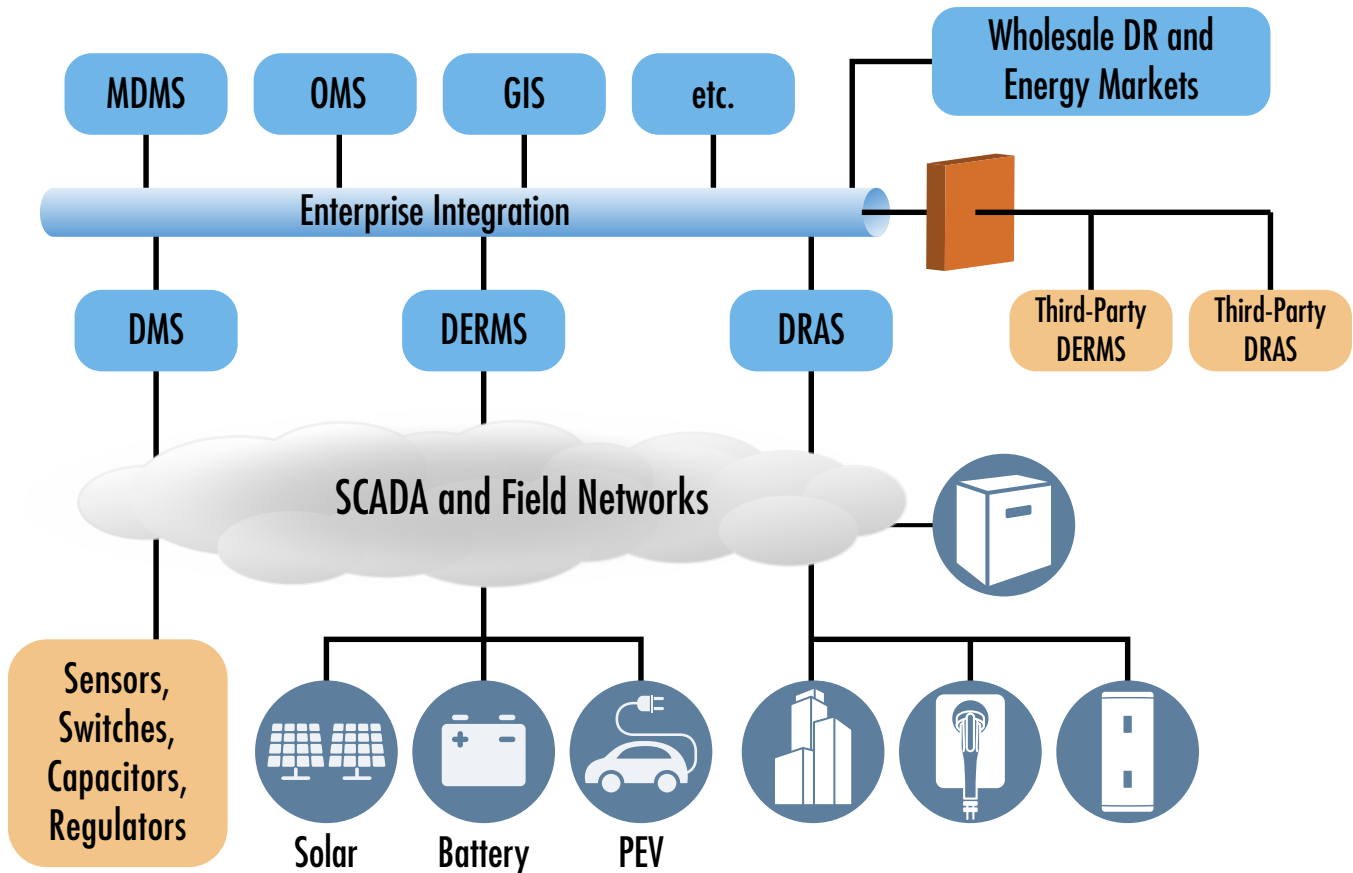 MDMS
OMS
GIS
etc.
Wholesale DR and
Energy Markets
Enterprise Integration
DMS
DERMS
DRAS
Third-Party
DERMS
Third-Party
DRAS
SCADA and Field Networks
Sensors,
Switches,
Capacitors,
Regulators
Solar
Battery
PEV